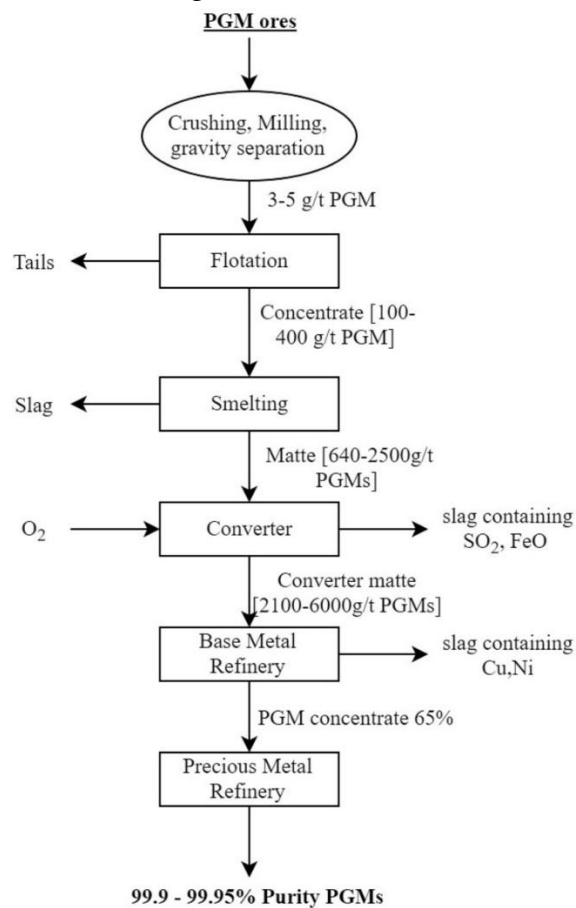 PGM ores
Crushing, Milling,
gravity separation
3-5 g/t PGM
Tails
Flotation
Concentrate [100-
400 g/t PGM]
Slag
Smelting
Matte [640-2500g/t
PGMs]
O2
Converter
slag containing
SO2, FeO
Converter matte
[2100-6000g/t PGMs]
Base Metal
Refinery
slag containing
Cu,Ni
PGM concentrate 65%
Precious Metal
Refinery
99.9 - 99.95% Purity PGMs